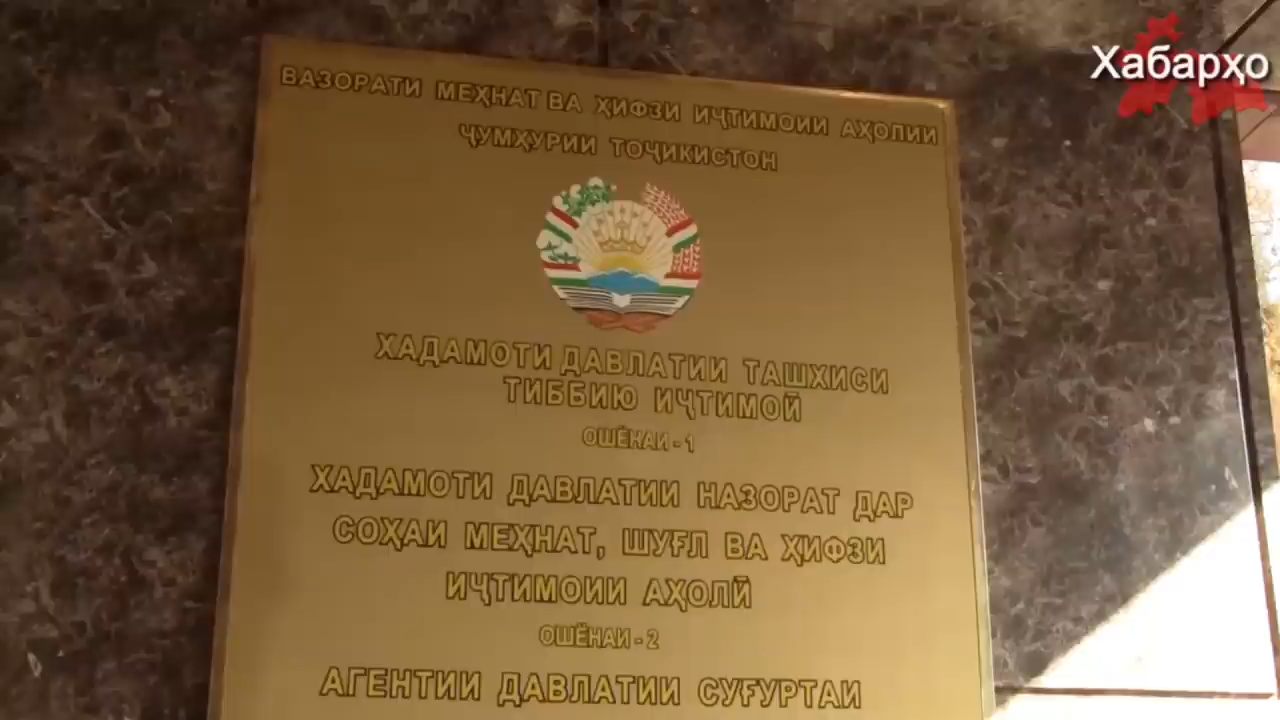 Хабарҳо
ВАЗОРАТИ МЕҲНАТ ВА ҲИФЗИ ИҶТИМОИИ АҲОЛИИ
ҶУМҲУРИИ ТОҶИКИСТОН
ХАДАМОТИ ДАВЛАТИИ ТАШХИСИ
ТИББИЮ ИҶТИМОӢ
ОШЁНАИ - 1
ХАДАМОТИ ДАВЛАТИИ НАЗОРАТ ДАР
СОҲАИ МЕҲНАТ, ШУҒЛ ВА ҲИФЗИ
ИҶТИМОИИ АҲОЛӢ
ОШЁНАИ - 2
АГЕНТИИ ДАВЛАТИИ СУҒУРТАИ